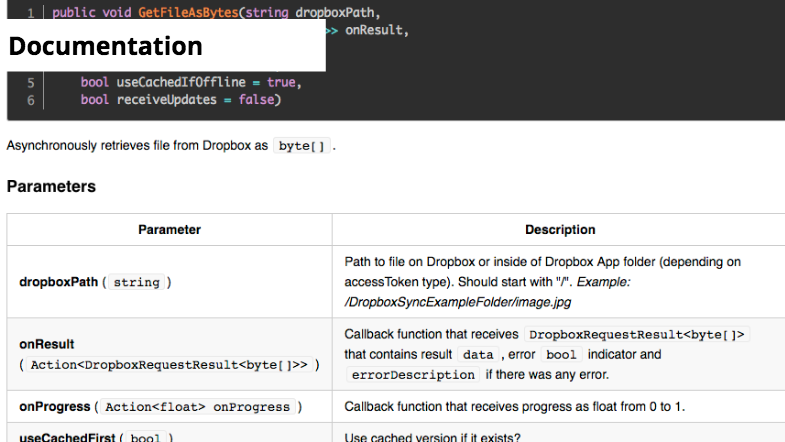 1 public void GetFileAsBytes(string dropboxPath,
>> onResult,
Documentation
5 bool useCachedIfOffline = true,
6 bool receiveUpdates = false)
Asynchronously retrieves file from Dropbox as byte[] .
Parameters
Parameter Description
dropboxPath ( string )
Path to file on Dropbox or inside of Dropbox App folder (depending on
accessToken type). Should start with "/". Example:
/DropboxSyncExampleFolder/image.jpg
onResult
( Action<DropboxRequestResult<byte[]>> )
Callback function that receives DropboxRequestResult<byte[]>
that contains result data , error bool indicator and
errorDescription if there was any error.
onProgress ( Action<float> onProgress )
Callback function that receives progress as float from 0 to 1.
useCachedFirst ( bool )
Use cached version if it exists?